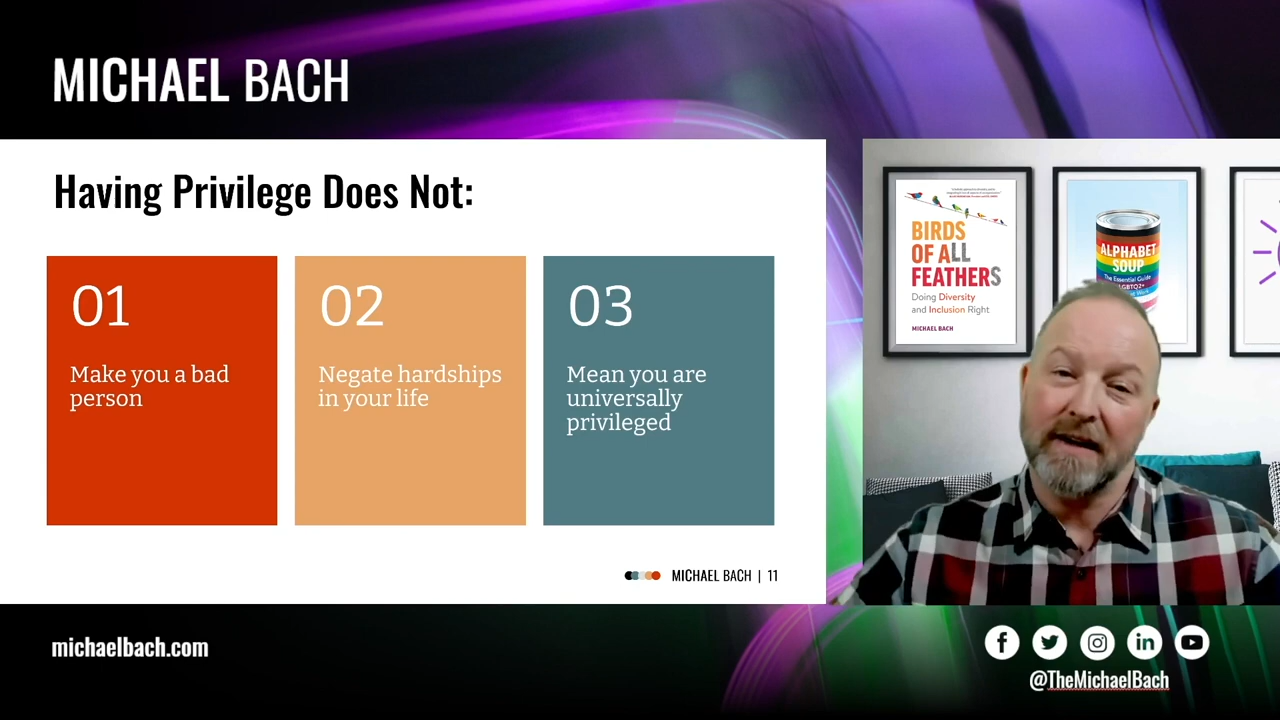 MICHAEL BACH
Having Privilege Does Not:
01
Make you a bad
person
02
Negate hardships
in your life
03
Mean you are
universally
privileged
MICHAEL BACH | 11
BIRDS
OF ALL
FEATHERS
Doing Diversity
and Inclusion Right
MICHAEL BACH
ALPHABET
SOUP
The Essential Guide
LGBTQ2+
michaelbach.com
@TheMichaelBach